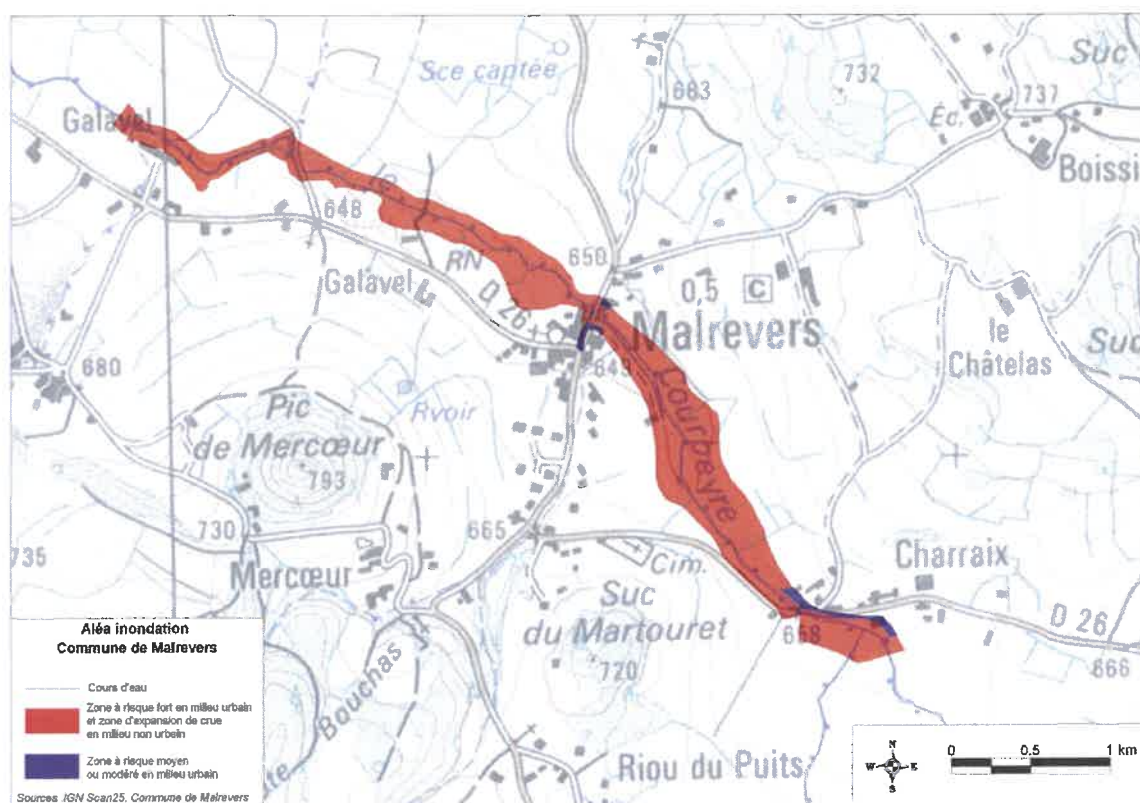 Sce captée
732
Suc
683
Éc.
737
Galavel
Boissi
648
650
RN
Galavel
D 26
0,5 C
Malrevers
le
Châtelas
Suc
649
680
Pic
de Mercœur
Rvoir
793
Courbeyre
730
665
735
Mercœur
Cim.
Charraix
Suc
du Martouret
668
D 26
666
720
Bouchas
Riou du Puits
Aléa inondation
Commune de Malrevers
Cours d'eau
Zone à risque fort en milieu urbain
et zone d'expansion de crue
en milieu non urbain
Zone à risque moyen
ou modéré en milieu urbain
Sources IGN Scan25, Commune de Malrevers
N
W E
S
0 0.5 1 km